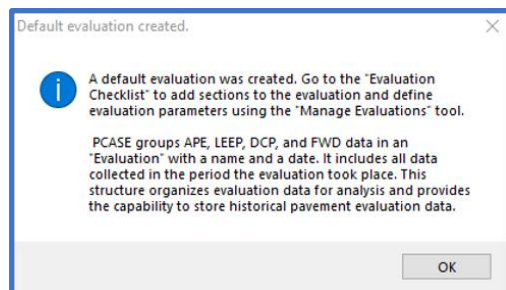 Default evaluation created.
A default evaluation was created. Go to the "Evaluation
Checklist" to add sections to the evaluation and define
evaluation parameters using the "Manage Evaluations" tool.
PCASE groups APE, LEEP, DCP, and FWD data in an
"Evaluation" with a name and a date. It includes all data
collected in the period the evaluation took place. This
structure organizes evaluation data for analysis and provides
the capability to store historical pavement evaluation data.
OK